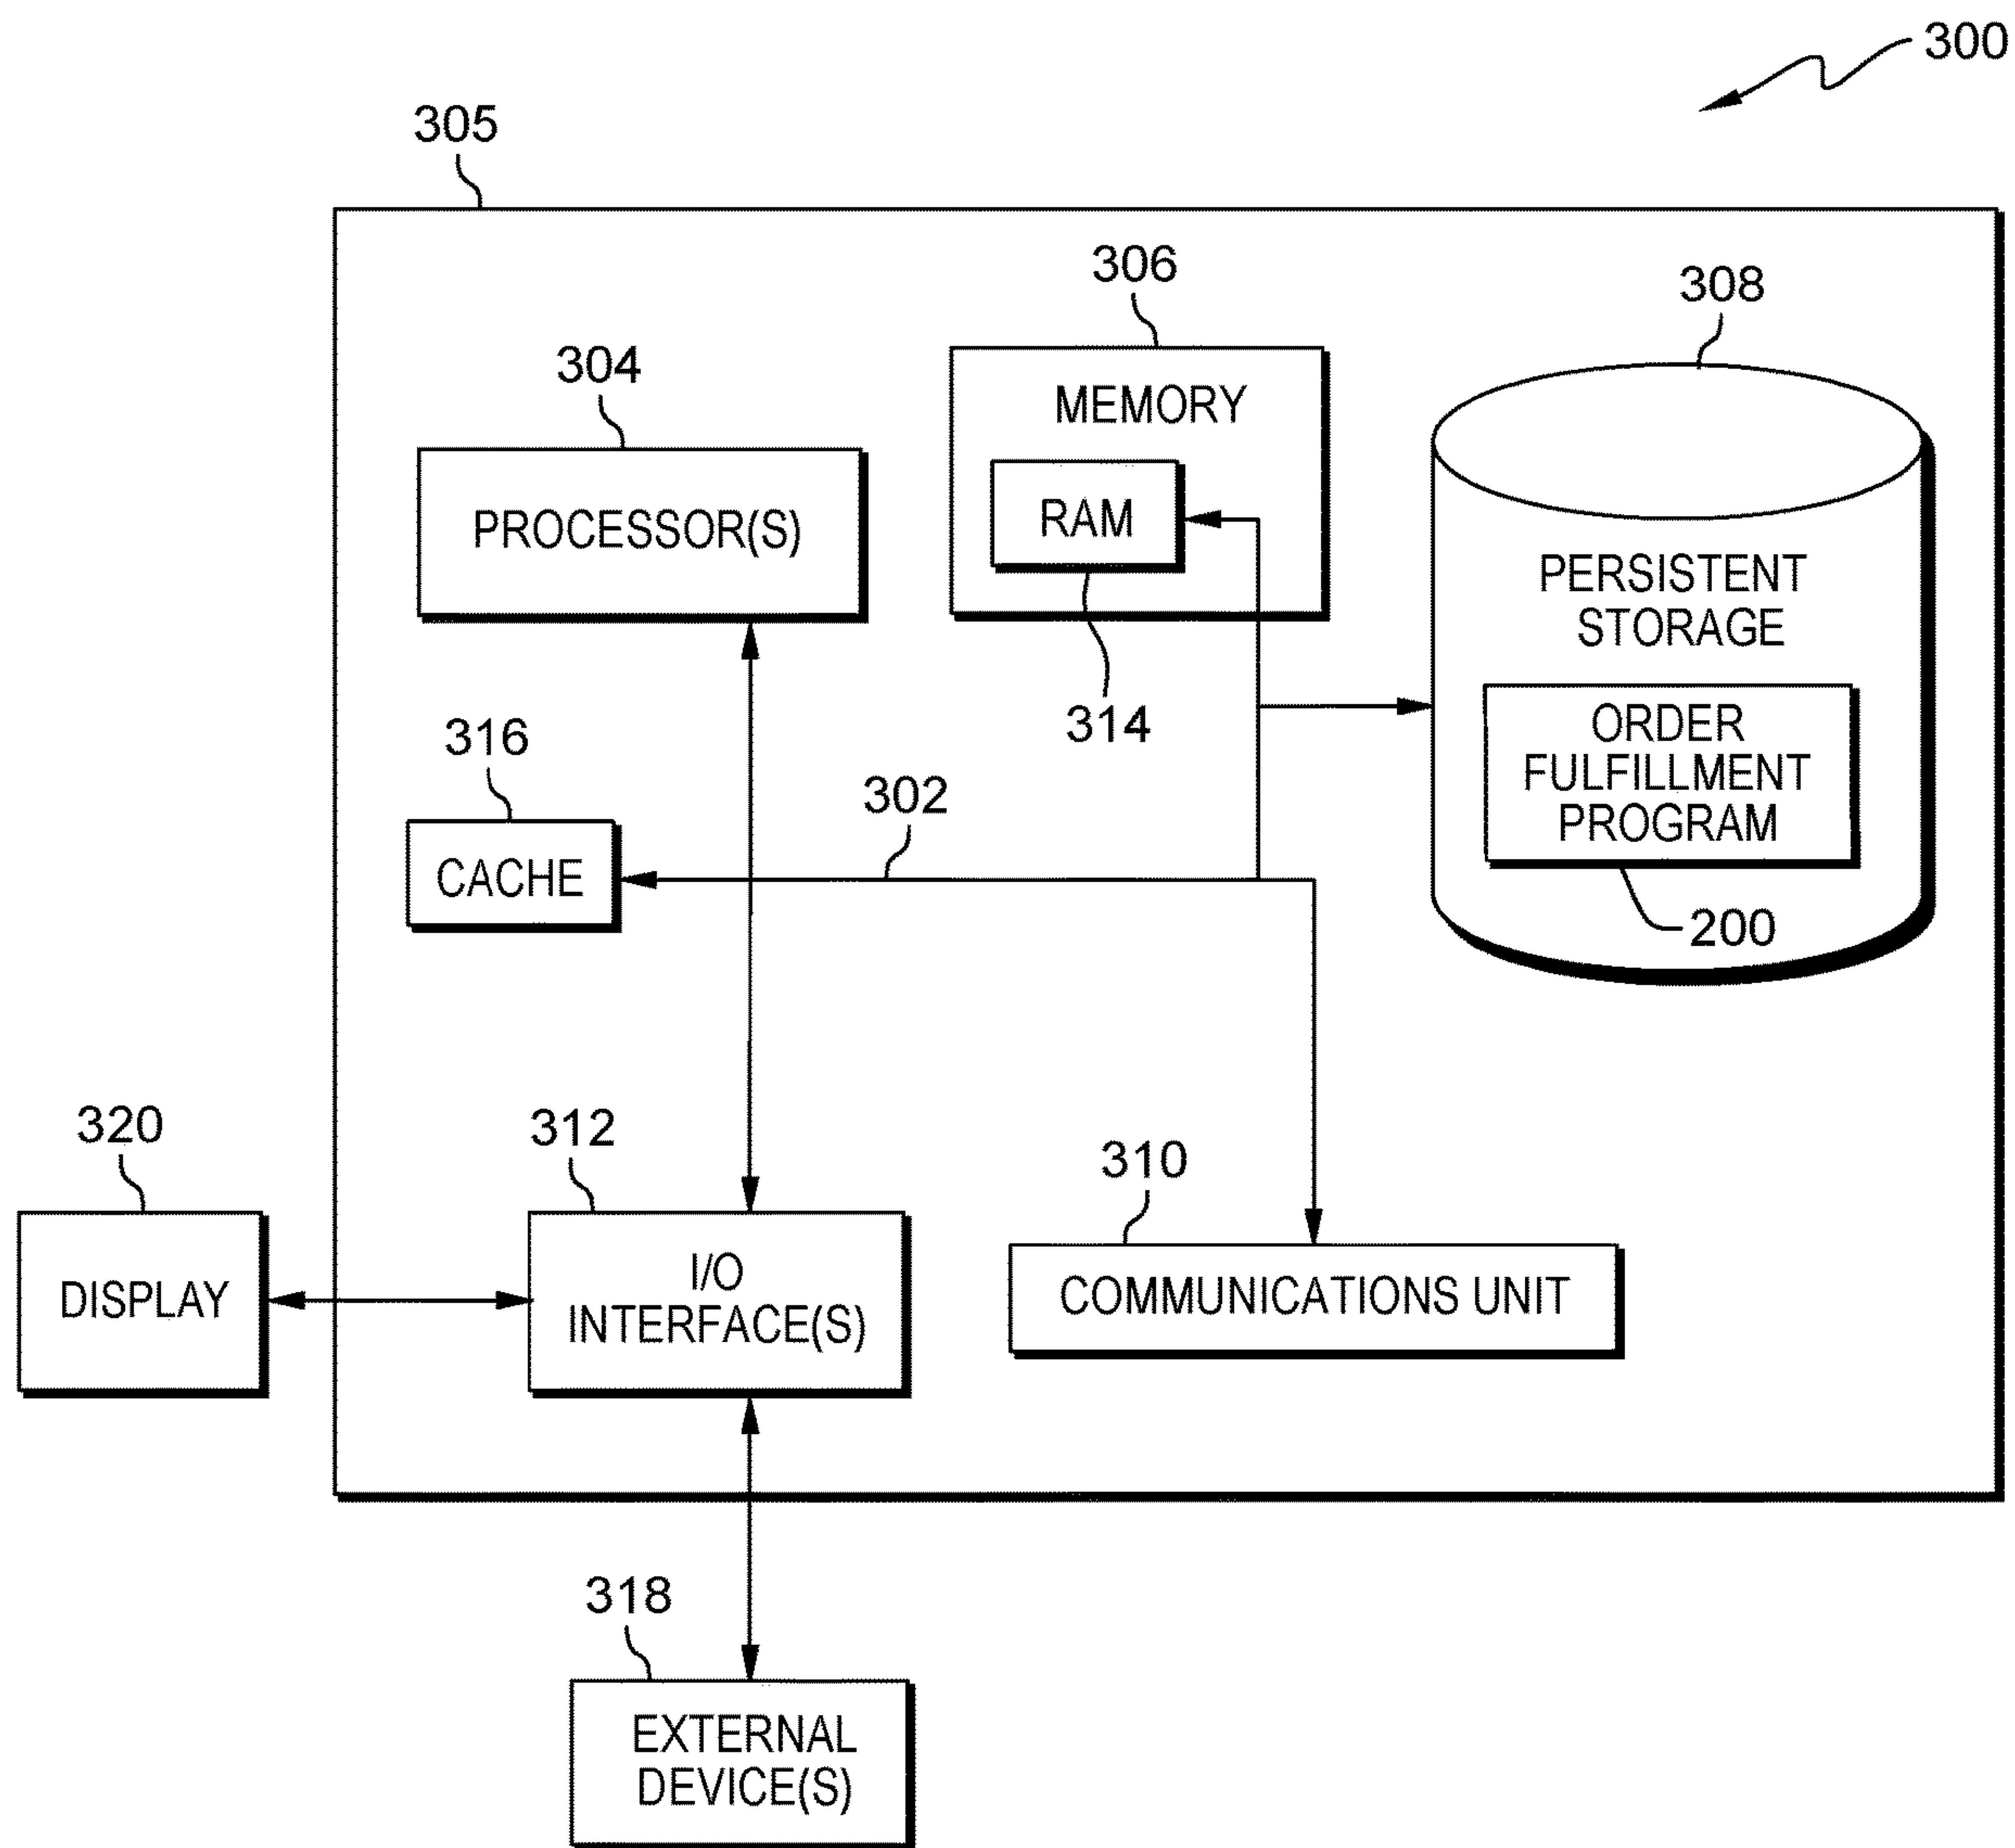 300
305
306
308
304
MEMORY
PROCESSOR(S)
RAM
PERSISTENT
STORAGE
314
316
ORDER
FULFILLMENT
PROGRAM
302
CACHE
200
320
312
310
DISPLAY
I/O
INTERFACE(S)
COMMUNICATIONS UNIT
318
EXTERNAL
DEVICE(S)